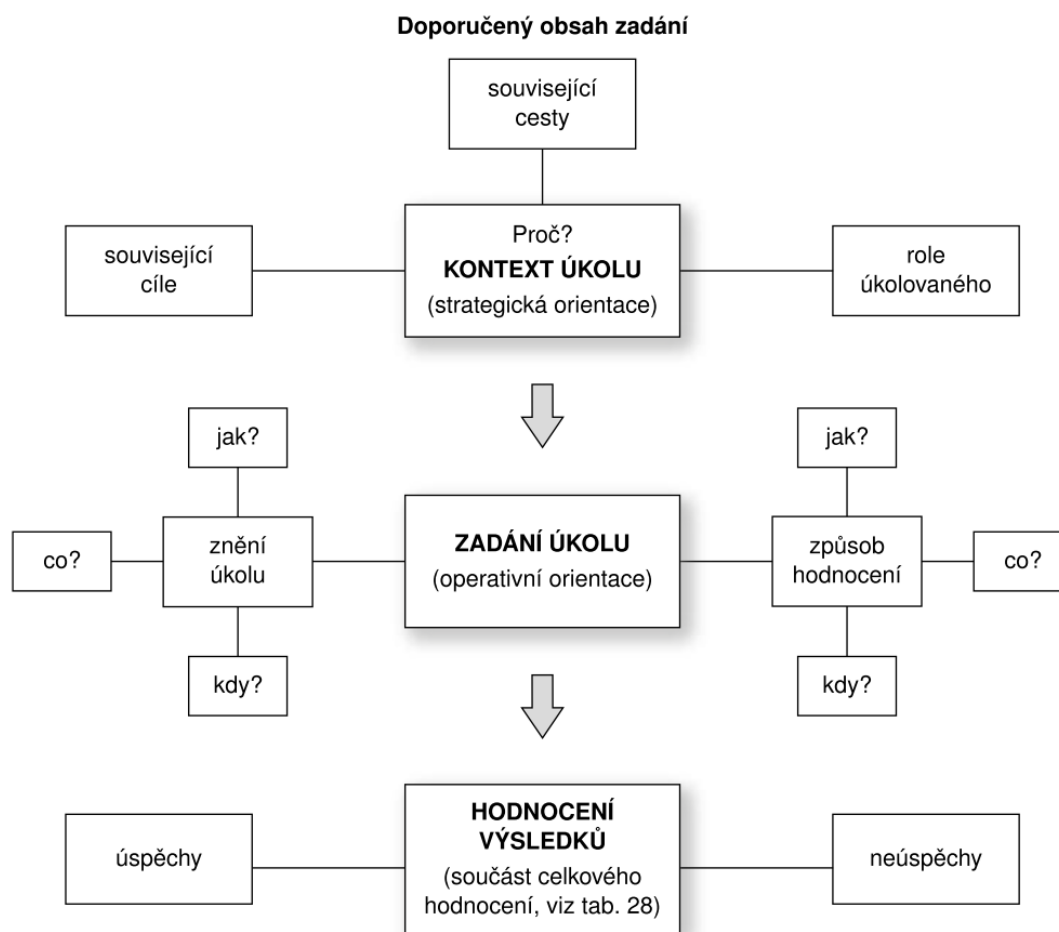 Doporučený obsah zadání
související
cesty
související
cíle
Proč?
KONTEXT ÚKOLU
(strategická orientace)
role
úkolovaného
jak?
jak?
co?
znění
úkolu
ZADÁNÍ ÚKOLU
(operativní orientace)
způsob
hodnocení
co?
kdy?
kdy?
úspěchy
HODNOCENÍ
VÝSLEDKŮ
(součást celkového
hodnocení, viz tab. 28)
neúspěchy